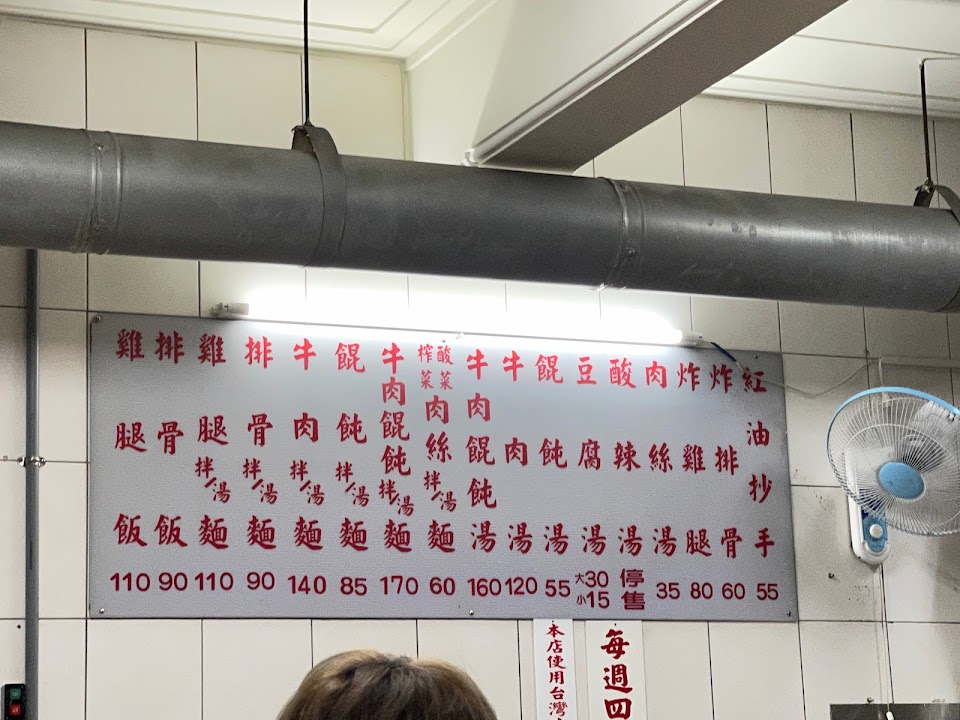 紅油抄手 55
炸排骨 60
炸雞腿 80
肉絲湯 35
酸辣湯 停售
豆腐湯 大30 小15
餛飩湯 55
牛肉湯 120
牛肉餛飩湯 160
酸菜 榨菜 肉絲拌/湯麵 60
牛肉餛飩拌/湯麵 170
餛飩拌/湯麵 85
牛肉拌/湯麵 140
排骨拌/湯麵 90
雞腿拌/湯麵 110
排骨飯 90
雞腿飯 110
每週四
本店使用台灣